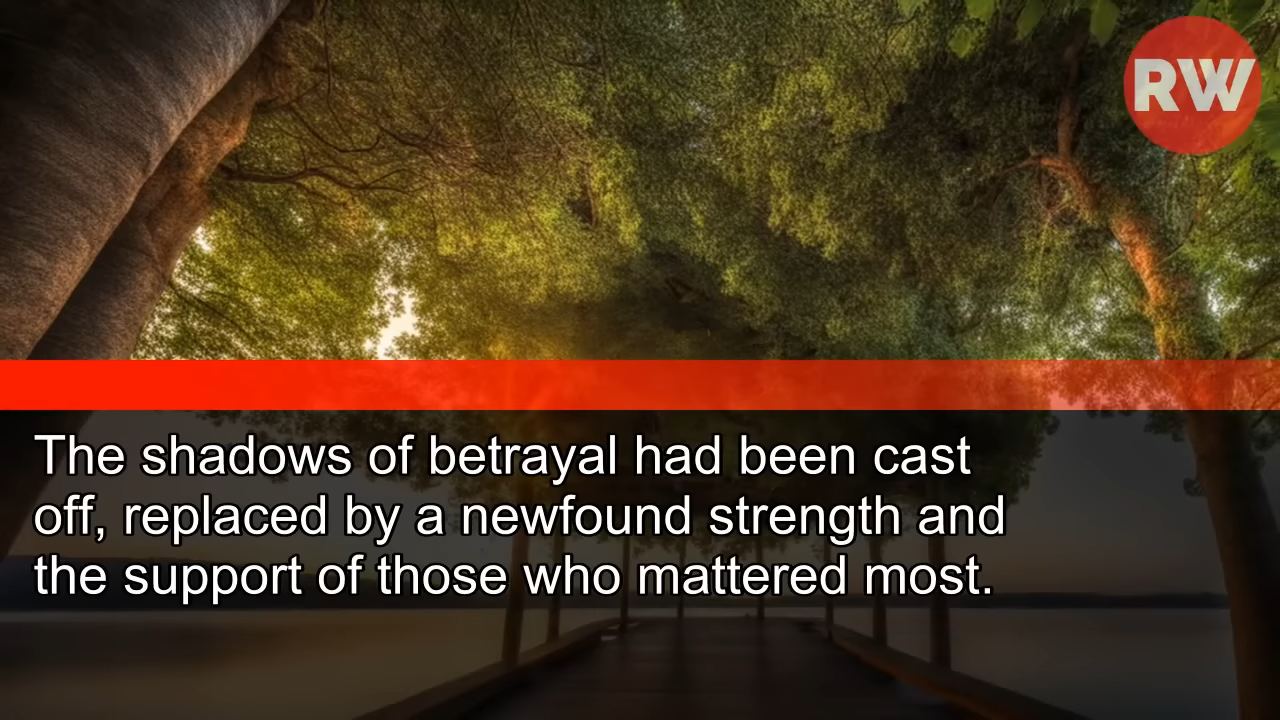 RW
The shadows of betrayal had been cast
off, replaced by a newfound strength and
the support of those who mattered most.